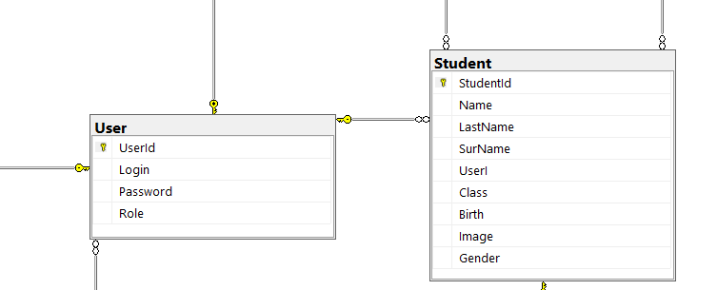 User
UserId
Login
Password
Role
Student
StudentId
Name
LastName
SurName
UserI
Class
Birth
Image
Gender